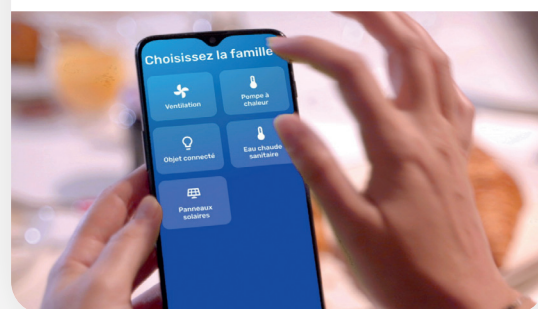 Choisissez la famille
Ventilation
Pompe à
chaleur
Objet connecté
Eau chaude
sanitaire
Panneaux
solaires